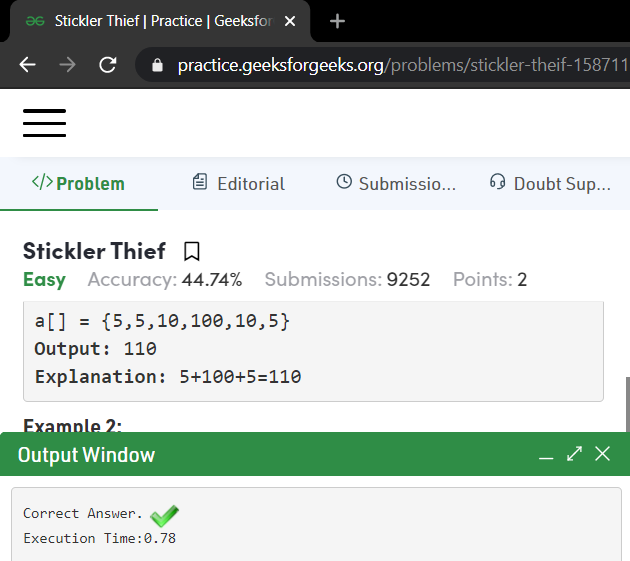 Stickler Thief | Practice | Geeksfor
practice.geeksforgeeks.org/problems/stickler-theif-158711
</> Problem
Editorial
Submissio...
Doubt Sup...
Stickler Thief
Easy Accuracy: 44.74% Submissions: 9252 Points: 2
a[] = {5,5,10,100,10,5}
Output: 110
Explanation: 5+100+5=110
Example 2:
Output Window
Correct Answer.
Execution Time:0.78